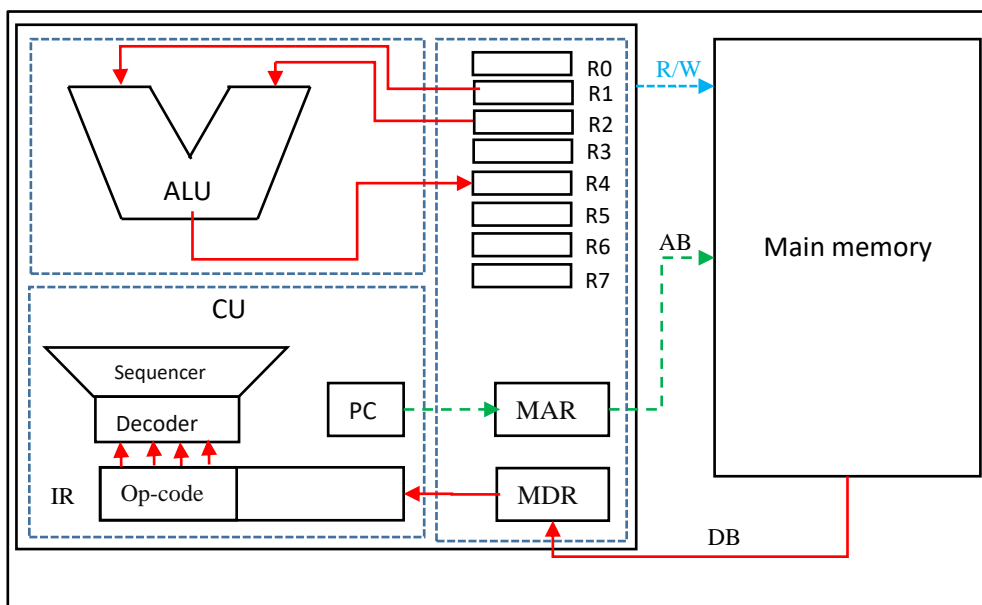 R0
R/W
R1
R2
R3
ALU
R4
R5
AB
R6
Main memory
R7
CU
Sequencer
PC
MAR
Decoder
IR
Op-code
MDR
DB